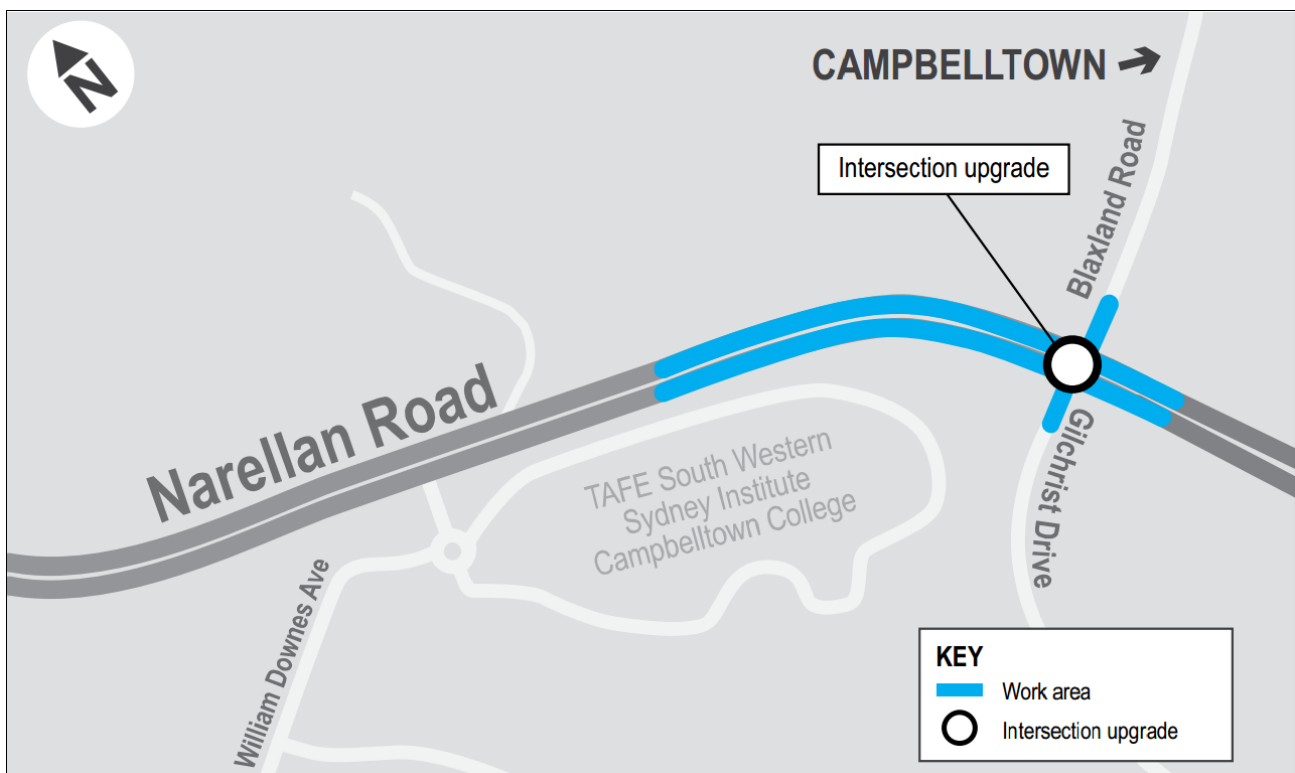 N
CAMPBELLTOWN
Intersection upgrade
Blaxland Road
Narellan Road
TAFE South Western
Sydney Institute
Campbelltown College
Gilchrist Drive
William Downes Ave
KEY
Work area
Intersection upgrade